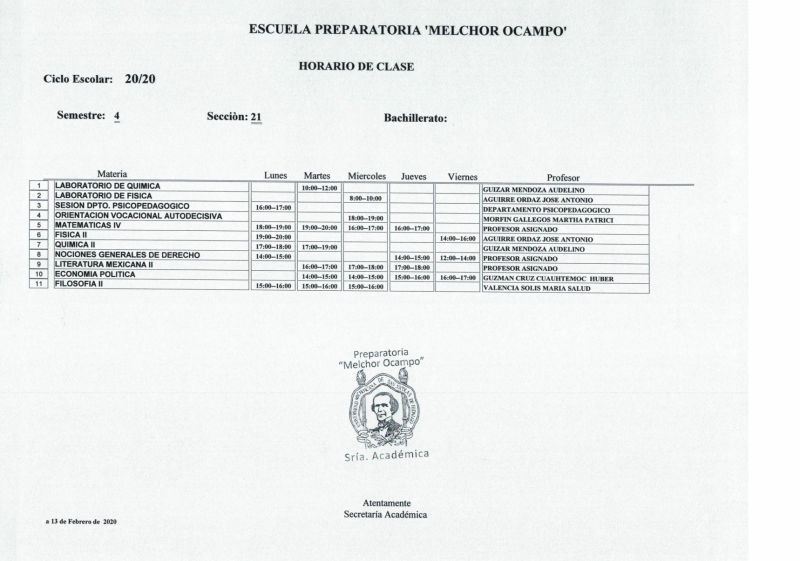 ESCUELA PREPARATORIA 'MELCHOR OCAMPO'
HORARIO DE CLASE
Ciclo Escolar: 20/20
Semestre: 4 Secciòn: 21 Bachillerato:
Materia Lunes Martes Miercoles Jueves Viernes Profesor
1 LABORATORIO DE QUIMICA 10:00--12:00 GUIZAR MENDOZA AUDELINO
2 LABORATORIO DE FISICA 8:00--10:00 AGUIRRE ORDAZ JOSE ANTONIO
3 SESION DPTO. PSICOPEDAGOGICO 16:00--17:00 DEPARTAMENTO PSICOPEDAGOGICO
4 ORIENTACION VOCACIONAL AUTODECISIVA 18:00--19:00 MORFIN GALLEGOS MARTHA PATRICI
5 MATEMATICAS IV 18:00--19:00 19:00--20:00 16:00--17:00 16:00--17:00 PROFESOR ASIGNADO
6 FISICA II 19:00--20:00 14:00--16:00 AGUIRRE ORDAZ JOSE ANTONIO
7 QUIMICA II 17:00--18:00 17:00--19:00 GUIZAR MENDOZA AUDELINO
8 NOCIONES GENERALES DE DERECHO 14:00--15:00 14:00--15:00 12:00--14:00 PROFESOR ASIGNADO
9 LITERATURA MEXICANA II 16:00--17:00 17:00--18:00 17:00--18:00 PROFESOR ASIGNADO
10 ECONOMIA POLITICA 14:00--15:00 14:00--15:00 15:00--16:00 16:00--17:00 GUZMAN CRUZ CUAUHTEMOC HUBER
11 FILOSOFIA II 15:00--16:00 15:00--16:00 15:00--16:00 VALENCIA SOLIS MARIA SALUD
Preparatoria
"Melchor Ocampo"
Sría. Académica
Atentamente
Secretaría Académica
a 13 de Febrero de 2020